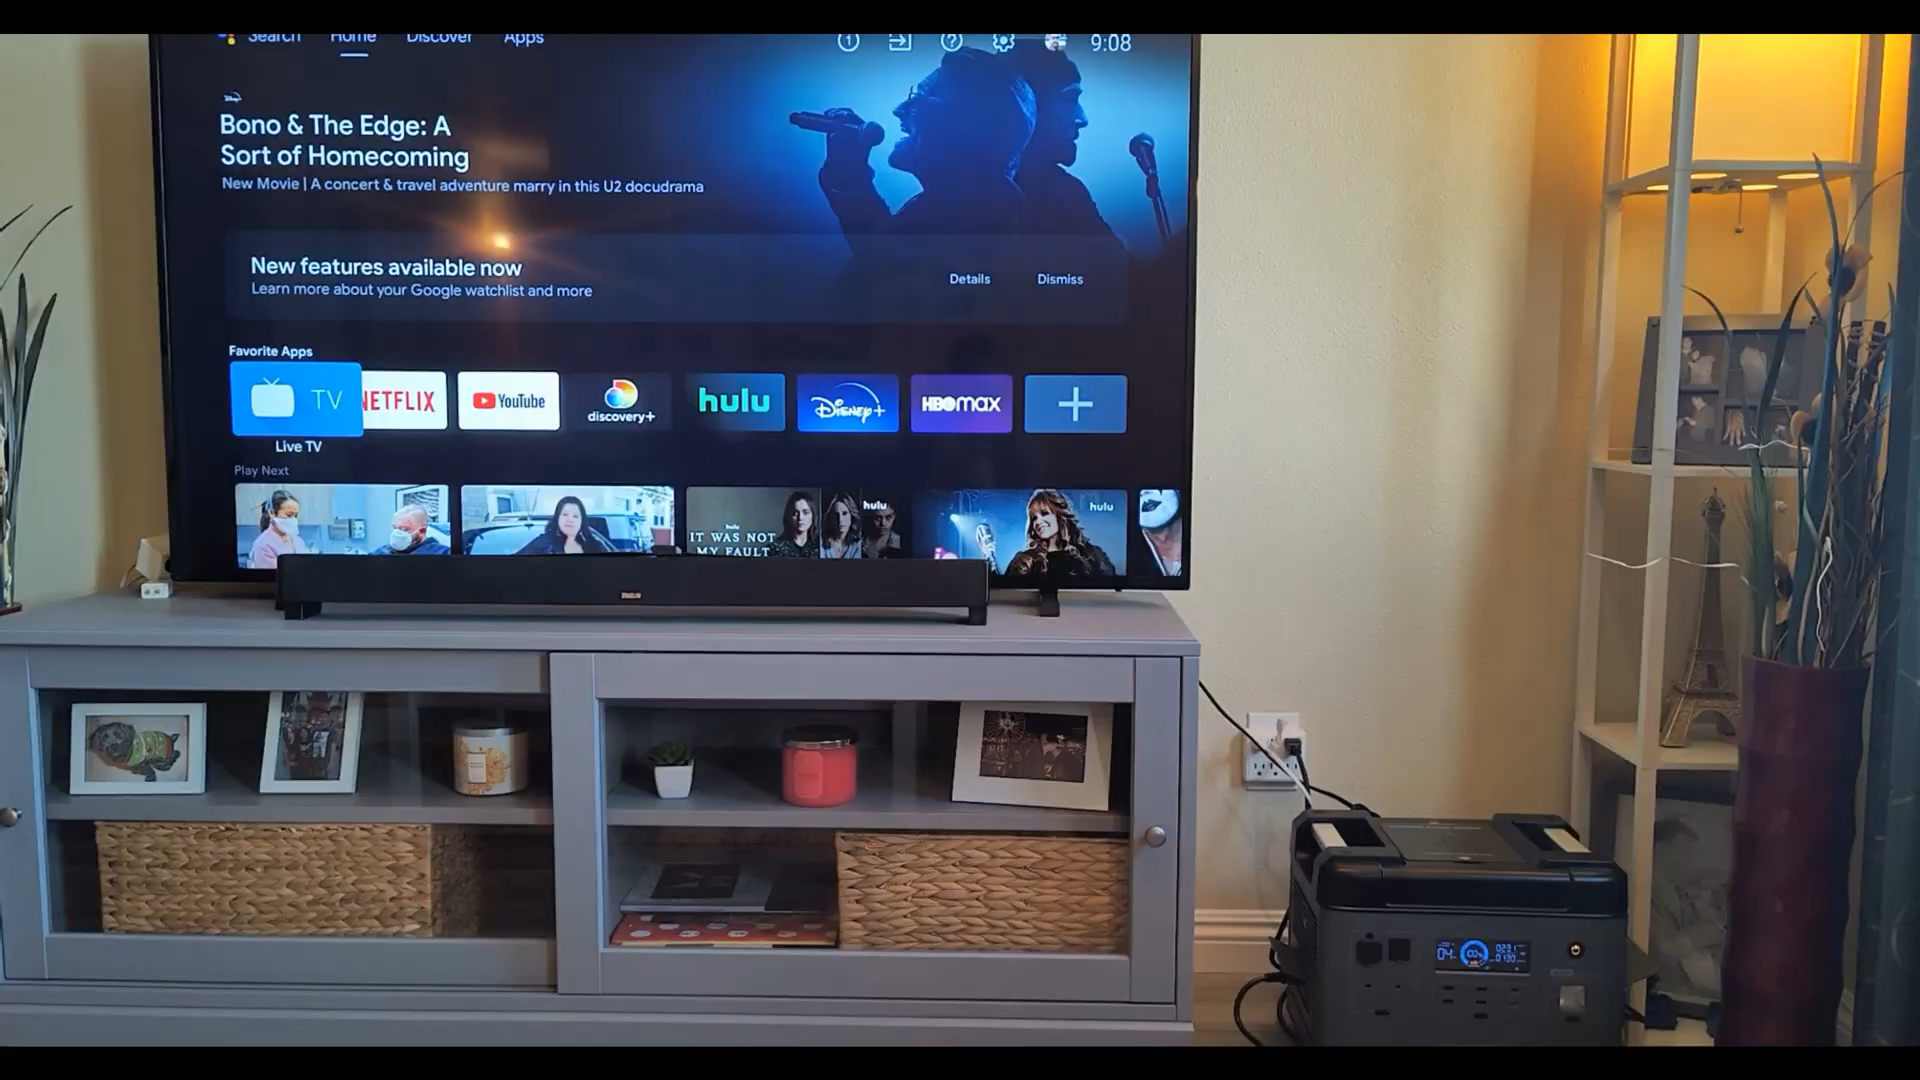 Search Home Discover Apps
9:08
Disney+
Bono & The Edge: A
Sort of Homecoming
New Movie | A concert & travel adventure marry in this U2 docudrama
New features available now
Learn more about your Google watchlist and more
Details Dismiss
Favorite Apps
TV NETFLIX YouTube discovery+ hulu Disney+ HBOMAX
Live TV
Play Next
hulu
hulu
hulu
IT WAS NOT
MY FAULT